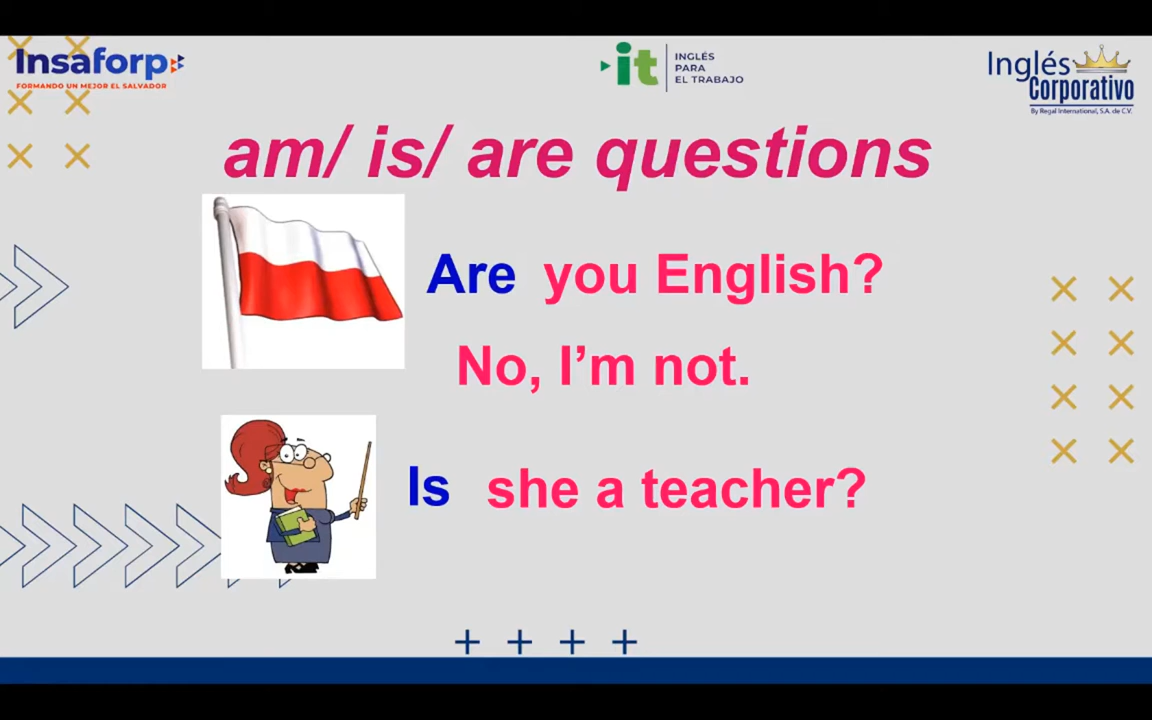 Insaforp
FORMANDO UN MEJOR EL SALVADOR
it
INGLÉS
PARA
EL TRABAJO
Inglés
Corporativo
By Regal International, S.A. de C.V.
am/ is/ are questions
Are you English?
No, I’m not.
Is she a teacher?